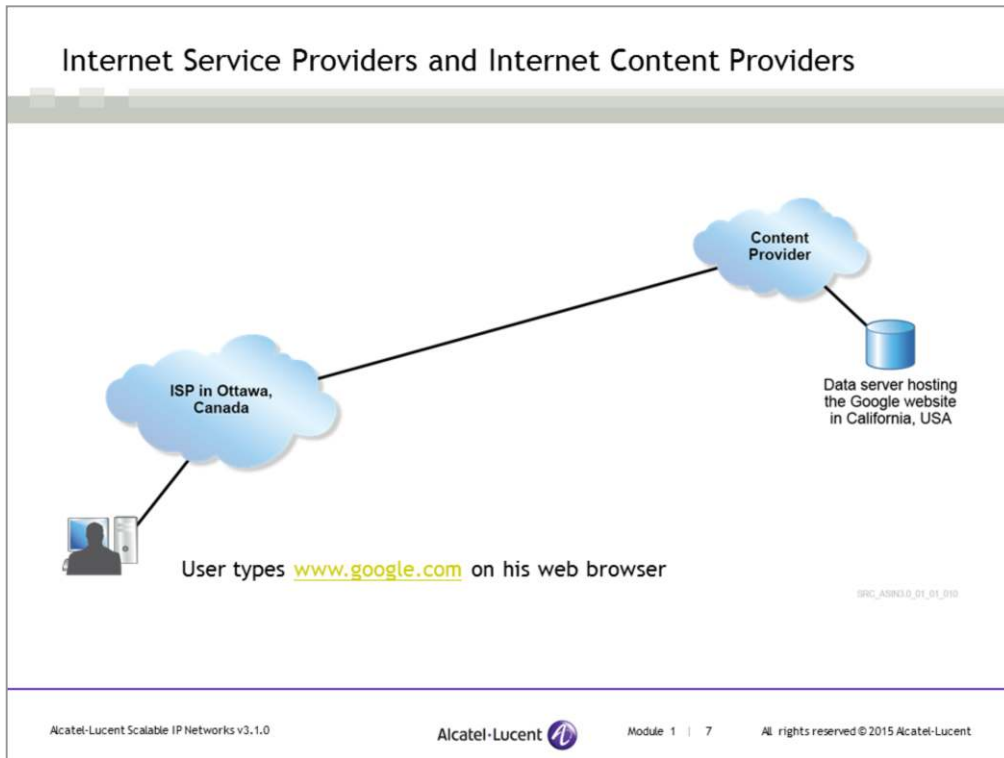 Internet Service Providers and Internet Content Providers
Content
Provider
ISP in Ottawa,
Canada
Data server hosting
the Google website
in California, USA
User types www.google.com on his web browser
SRC_ASIN3.0_01_01_010
Alcatel-Lucent Scalable IP Networks v3.1.0
Alcatel·Lucent
Module 1 | 7
All rights reserved © 2015 Alcatel-Lucent